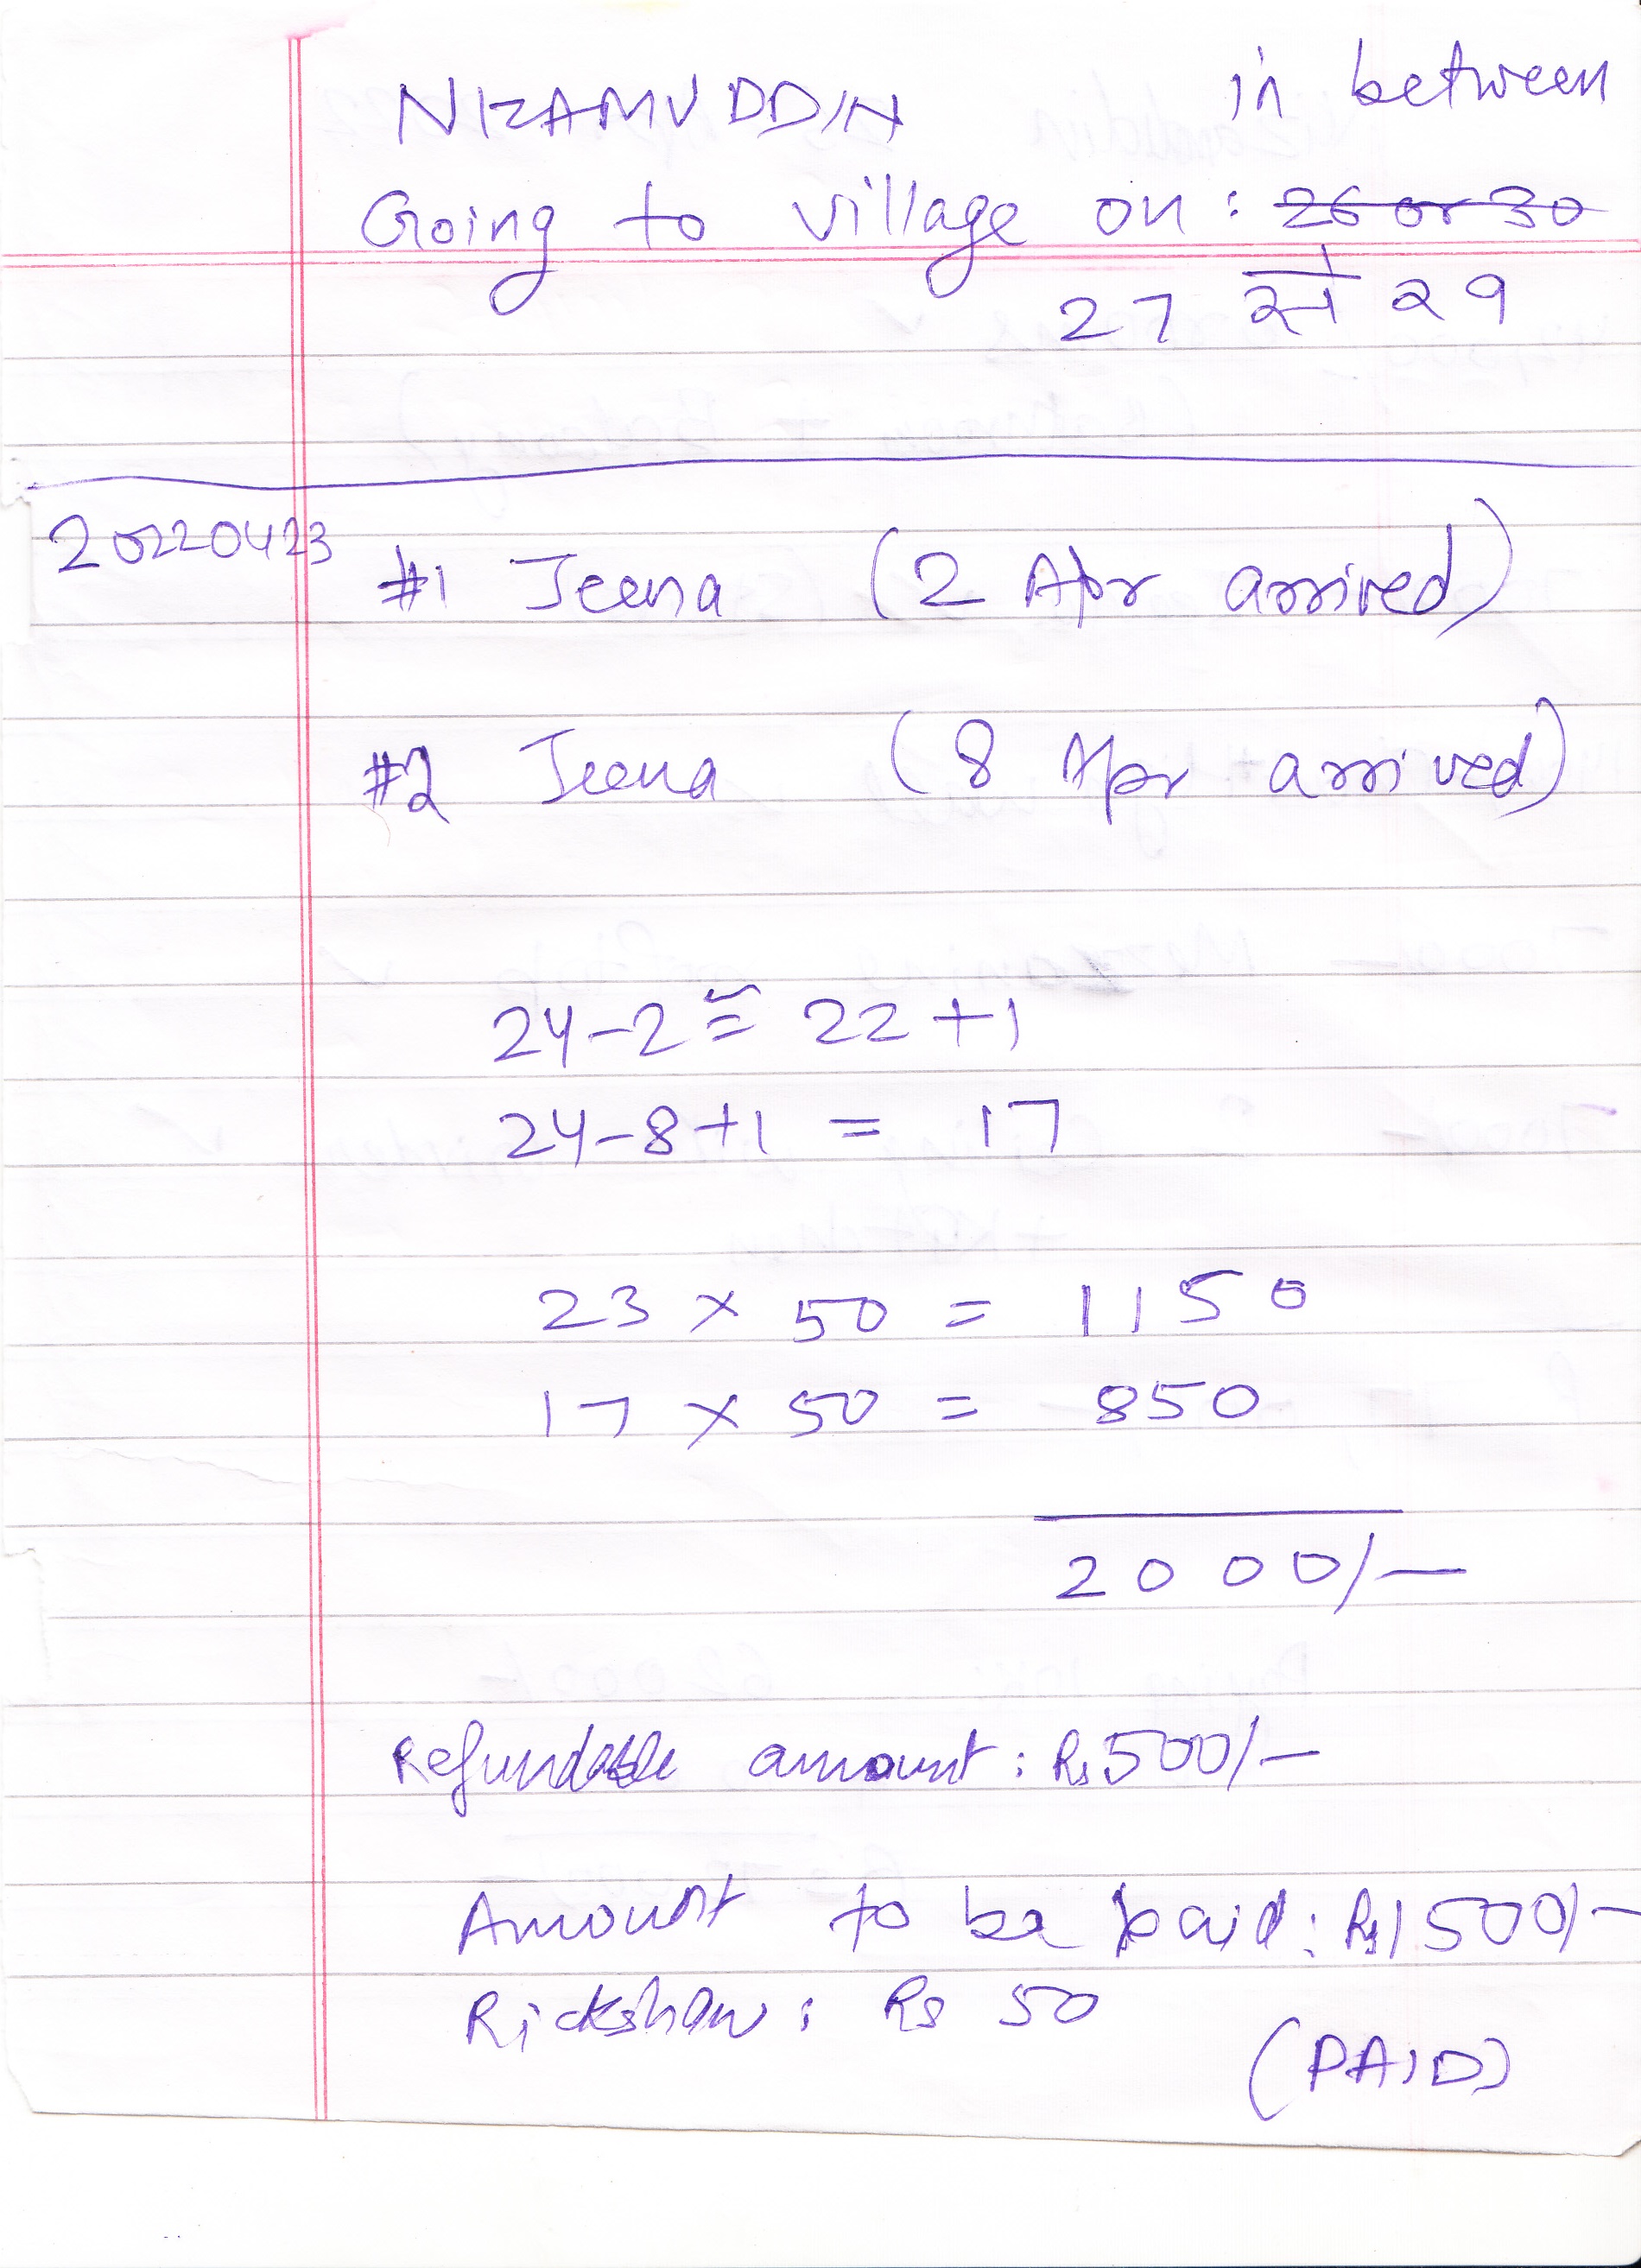 NIZAMUDDIN in between
Going to village on : 26 or 30
27 से 29
20220423
#1 Jeena (2 Apr arrived)
#2 Jeena (8 Apr arrived)
24-2 = 22 +1
24-8+1 = 17
23 x 50 = 1150
17 x 50 = 850
2000/-
Refundable amount : Rs 500/-
Amount to be paid : Rs 1500/-
Rickshaw : Rs 50
(PAID)